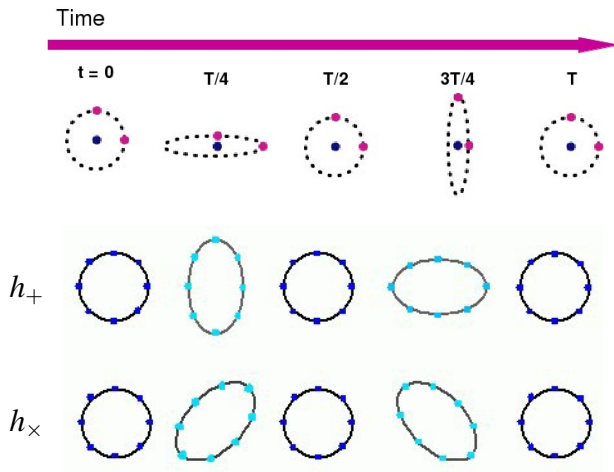 Time
t = 0 T/4 T/2 3T/4 T
h₊
h×